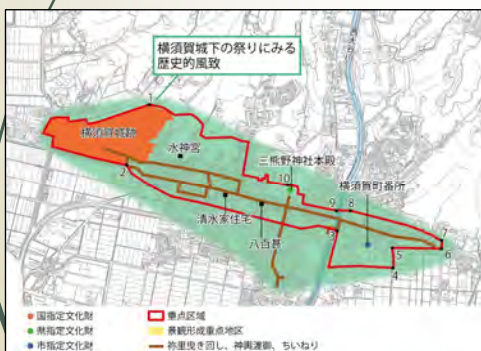 横須賀城下の祭りにみる
歴史的風致
1
横須賀城跡
水神宮
三熊野神社本殿
2
10
横須賀町番所
9
8
清水家住宅
八百甚
3
7
6
5
4
国指定文化財
県指定文化財
市指定文化財
重点区域
景観形成重点地区
祢里曳き回し、神輿渡御、ちいねり